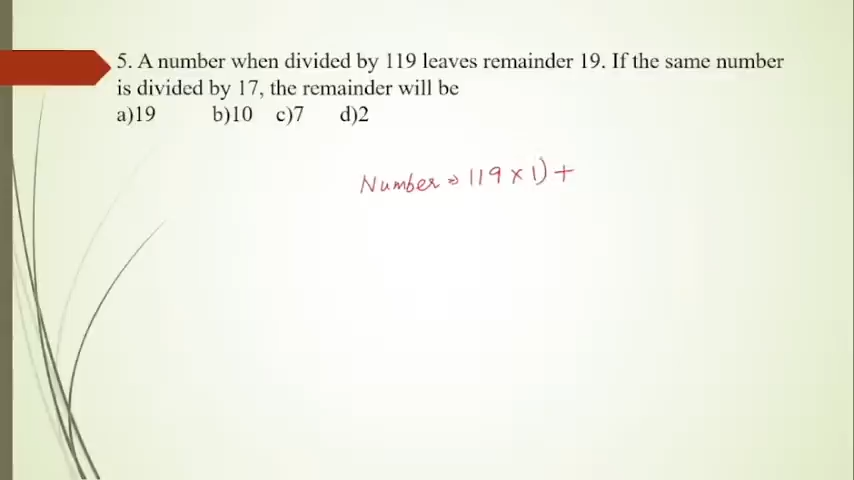 5. A number when divided by 119 leaves remainder 19. If the same number
is divided by 17, the remainder will be
a)19 b)10 c)7 d)2
Number ⇒ 119 × 1) +